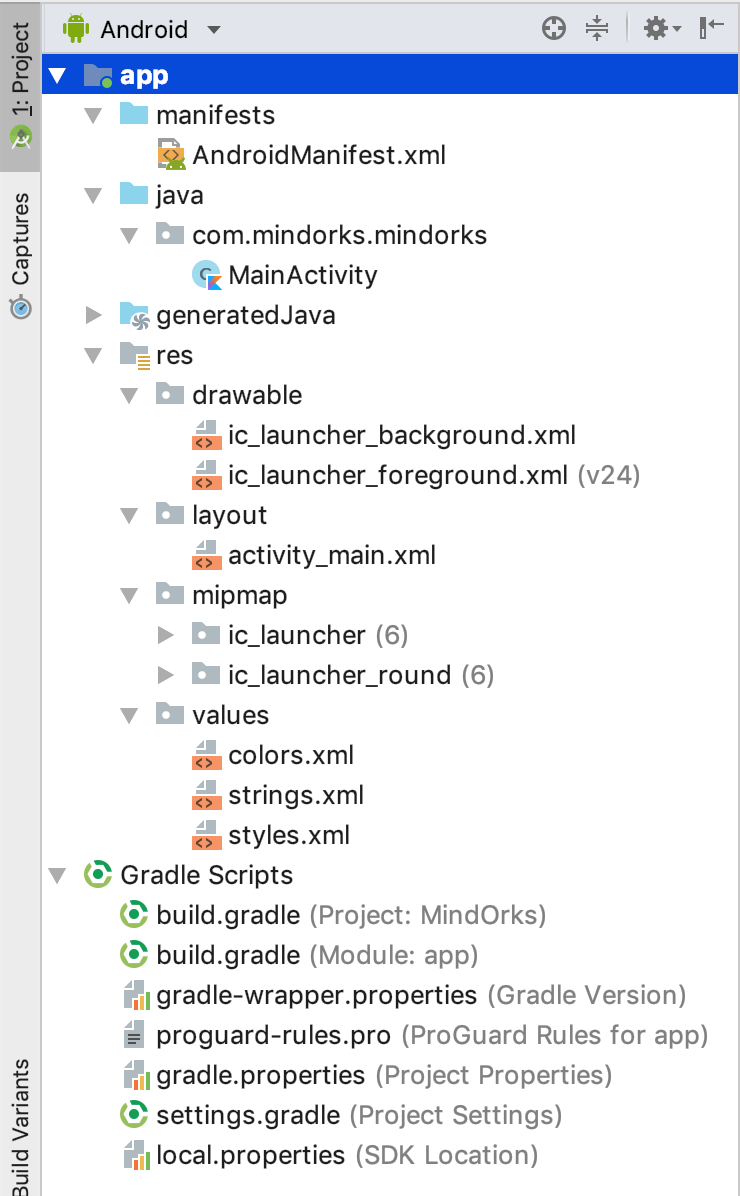 Android
1: Project
Captures
Build Variants
app
manifests
AndroidManifest.xml
java
com.mindorks.mindorks
MainActivity
generatedJava
res
drawable
ic_launcher_background.xml
ic_launcher_foreground.xml (v24)
layout
activity_main.xml
mipmap
ic_launcher (6)
ic_launcher_round (6)
values
colors.xml
strings.xml
styles.xml
Gradle Scripts
build.gradle (Project: MindOrks)
build.gradle (Module: app)
gradle-wrapper.properties (Gradle Version)
proguard-rules.pro (ProGuard Rules for app)
gradle.properties (Project Properties)
settings.gradle (Project Settings)
local.properties (SDK Location)